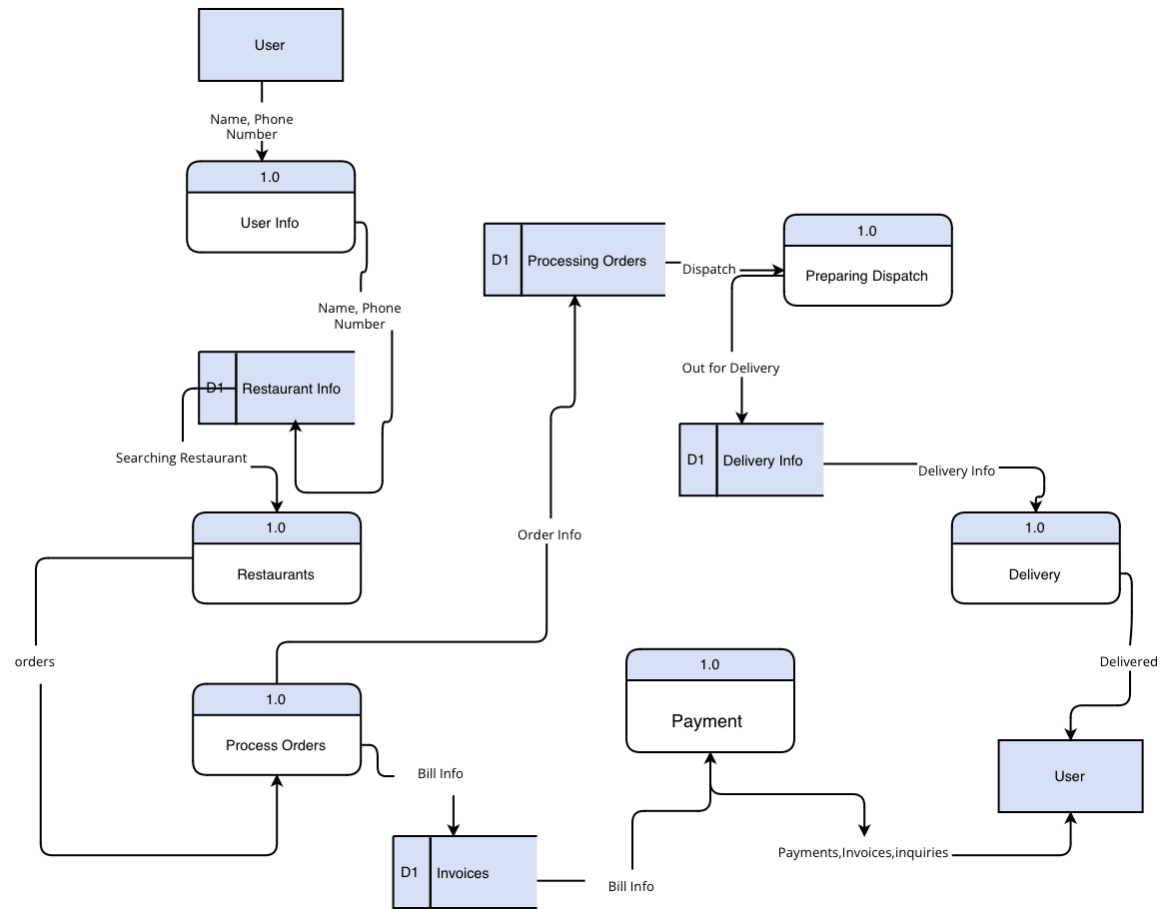 User
Name, Phone
Number
1.0
User Info
Name, Phone
Number
D1
Restaurant Info
Searching Restaurant
1.0
Restaurants
orders
1.0
Process Orders
Bill Info
D1
Invoices
Bill Info
1.0
Payment
Payments,Invoices,inquiries
Order Info
D1
Processing Orders
Dispatch
1.0
Preparing Dispatch
Out for Delivery
D1
Delivery Info
Delivery Info
1.0
Delivery
Delivered
User